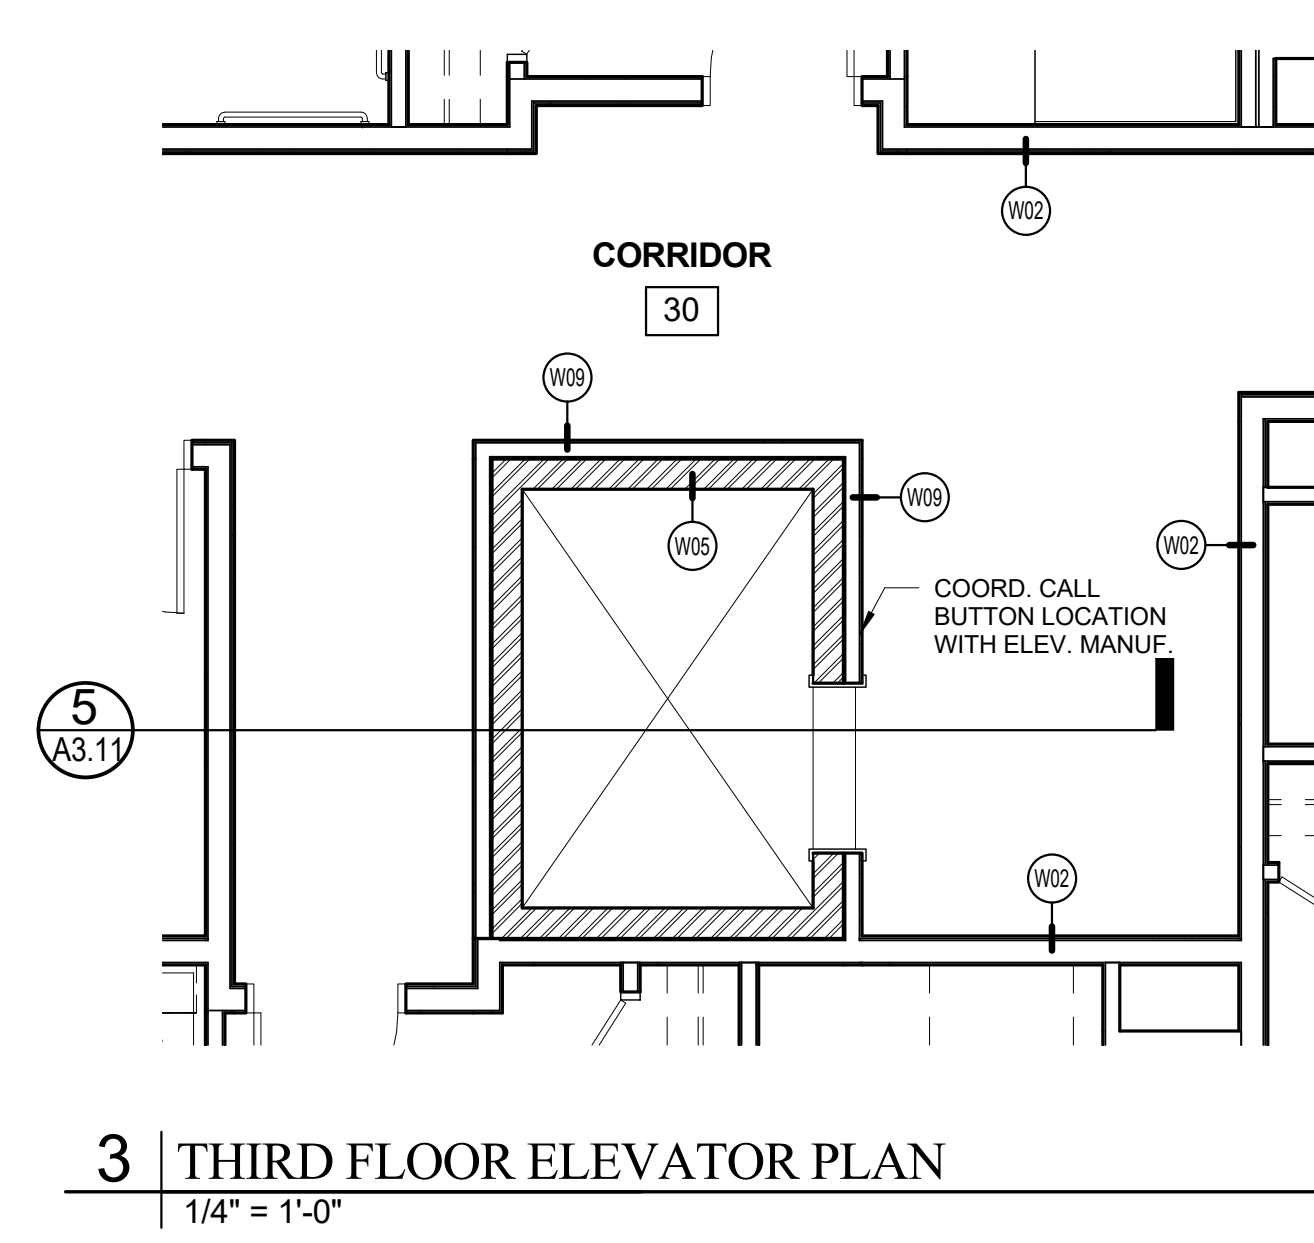 W02
CORRIDOR
30
W09
W09
W05
W02
COORD. CALL
BUTTON LOCATION
WITH ELEV. MANUF.
5
A3.11
W02
3
THIRD FLOOR ELEVATOR PLAN
1/4" = 1'-0"